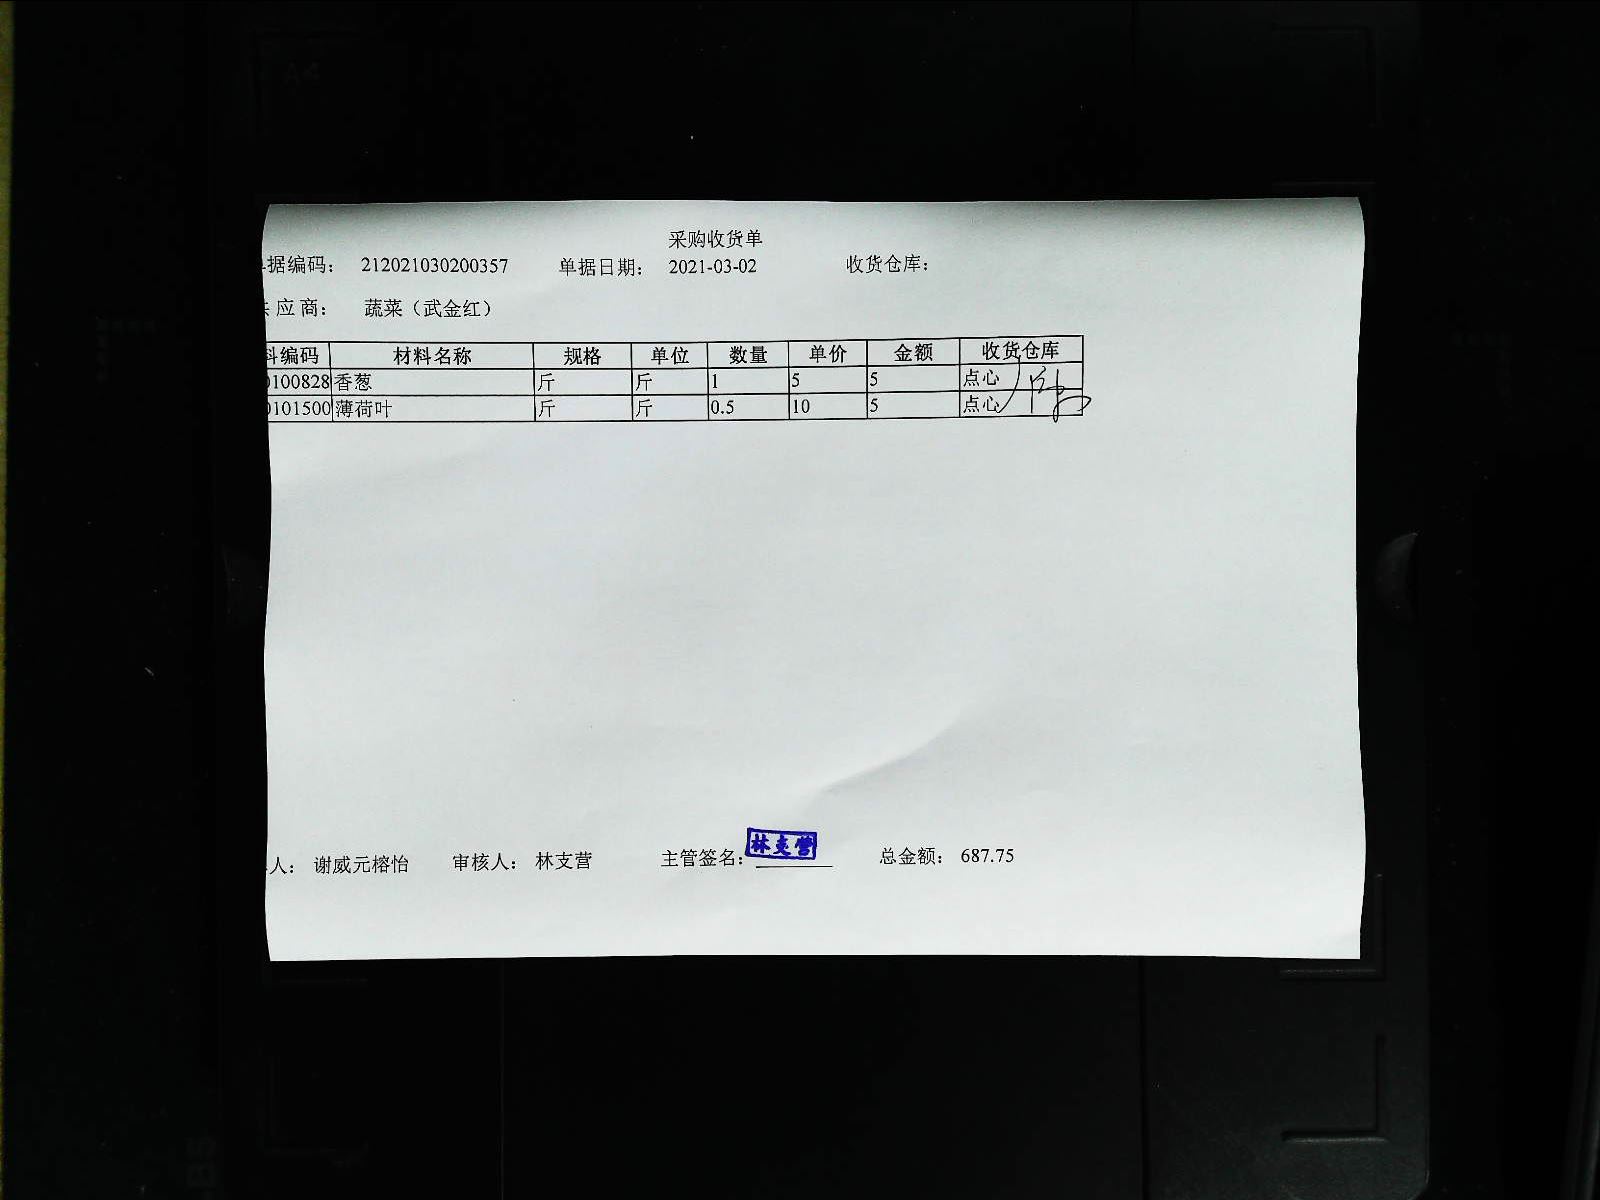 采购收货单
据编码： 212021030200357 单据日期： 2021-03-02 收货仓库：
应商： 蔬菜（武金红）
料编码 材料名称 规格 单位 数量 单价 金额 收货仓库
0100828 香葱 斤 斤 1 5 5 点心
0101500 薄荷叶 斤 斤 0.5 10 5 点心
人： 谢威元榕怡 审核人： 林支营 主管签名： 林支营 总金额： 687.75